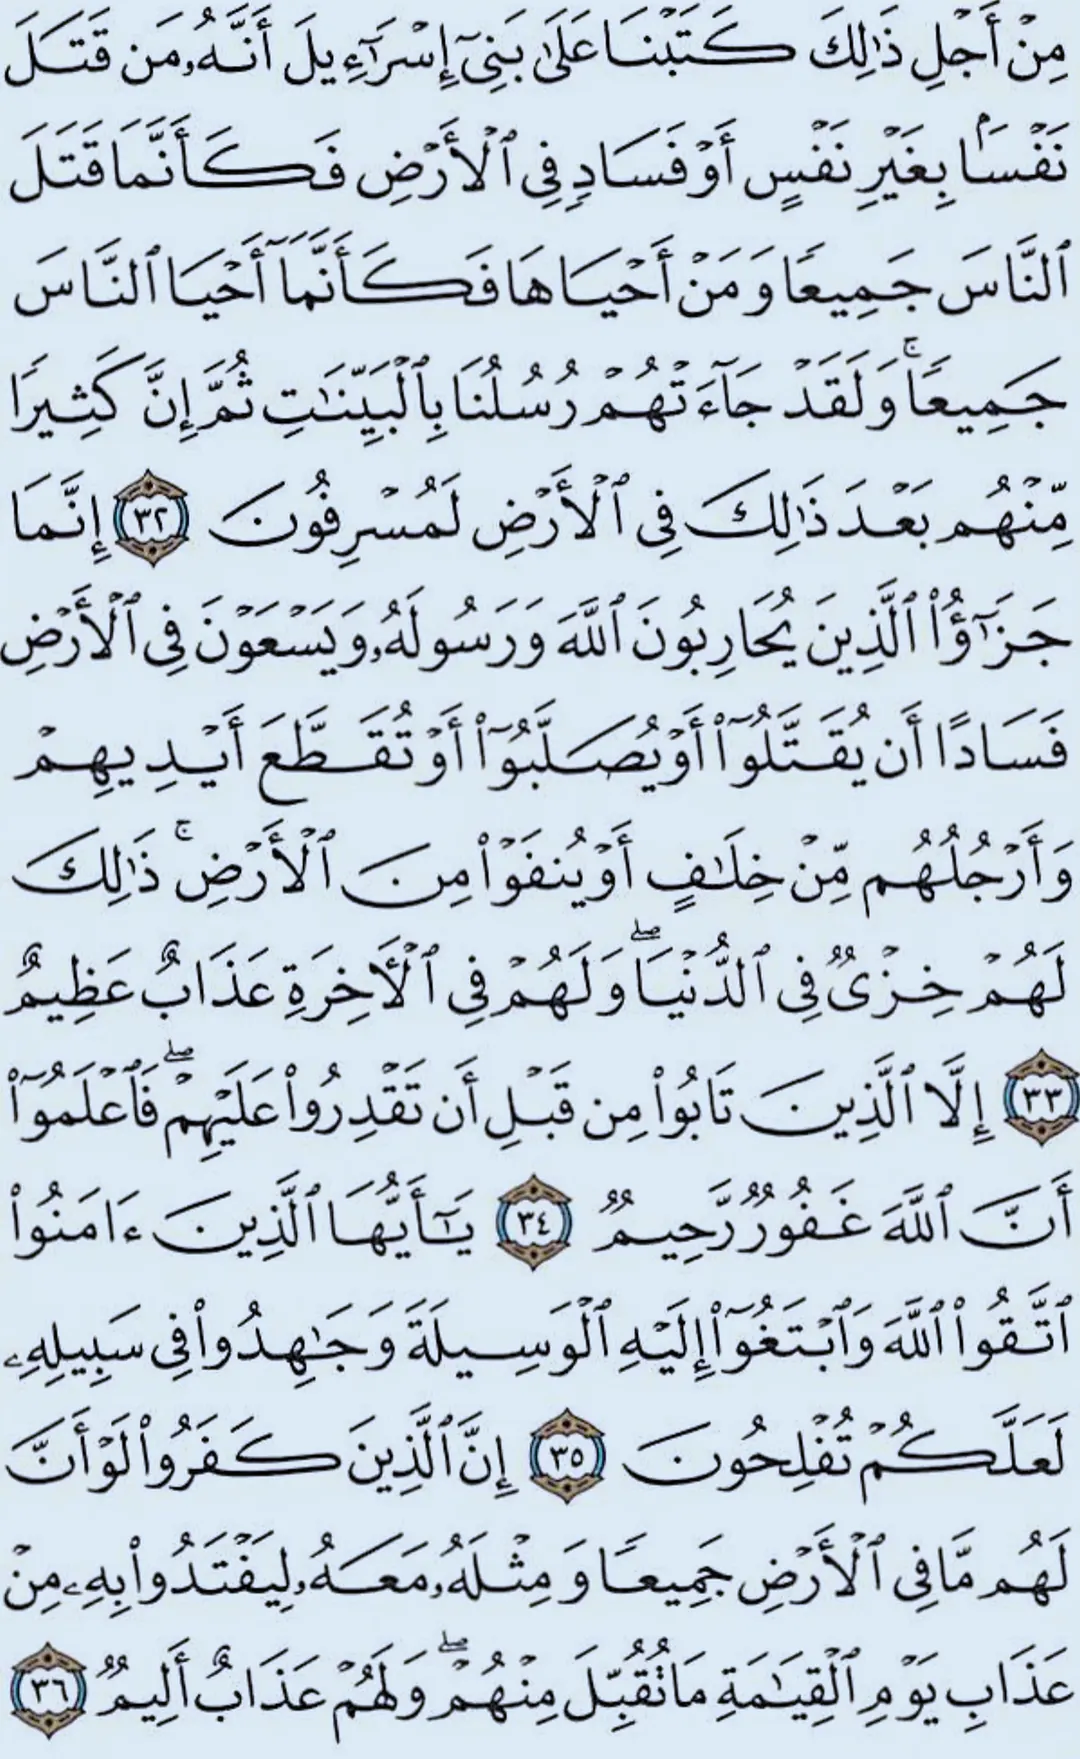 مِنْ أَجْلِ ذَٰلِكَ كَتَبْنَا عَلَىٰ بَنِىٓ إِسْرَٰٓءِيلَ أَنَّهُۥ مَن قَتَلَ
نَفْسًۢا بِغَيْرِ نَفْسٍ أَوْ فَسَادٍ فِى ٱلْأَرْضِ فَكَأَنَّمَا قَتَلَ
ٱلنَّاسَ جَمِيعًا وَمَنْ أَحْيَاهَا فَكَأَنَّمَآ أَحْيَا ٱلنَّاسَ
جَمِيعًا ۚ وَلَقَدْ جَآءَتْهُمْ رُسُلُنَا بِٱلْبَيِّنَٰتِ ثُمَّ إِنَّ كَثِيرًا
مِّنْهُم بَعْدَ ذَٰلِكَ فِى ٱلْأَرْضِ لَمُسْرِفُونَ ٣٢ إِنَّمَا
جَزَٰٓؤُا۟ ٱلَّذِينَ يُحَارِبُونَ ٱللَّهَ وَرَسُولَهُۥ وَيَسْعَوْنَ فِى ٱلْأَرْضِ
فَسَادًا أَن يُقَتَّلُوٓا۟ أَوْ يُصَلَّبُوٓا۟ أَوْ تُقَطَّعَ أَيْدِيهِمْ
وَأَرْجُلُهُم مِّنْ خِلَٰفٍ أَوْ يُنفَوْا۟ مِنَ ٱلْأَرْضِ ۚ ذَٰلِكَ
لَهُمْ خِزْىٌ فِى ٱلدُّنْيَا ۖ وَلَهُمْ فِى ٱلْـَٔاخِرَةِ عَذَابٌ عَظِيمٌ
٣٣ إِلَّا ٱلَّذِينَ تَابُوا۟ مِن قَبْلِ أَن تَقْدِرُوا۟ عَلَيْهِمْ ۖ فَٱعْلَمُوٓا۟
أَنَّ ٱللَّهَ غَفُورٌ رَّحِيمٌ ٣٤ يَٰٓأَيُّهَا ٱلَّذِينَ ءَامَنُوا۟
ٱتَّقُوا۟ ٱللَّهَ وَٱبْتَغُوٓا۟ إِلَيْهِ ٱلْوَسِيلَةَ وَجَٰهِدُوا۟ فِى سَبِيلِهِۦ
لَعَلَّكُمْ تُفْلِحُونَ ٣٥ إِنَّ ٱلَّذِينَ كَفَرُوا۟ لَوْ أَنَّ
لَهُم مَّا فِى ٱلْأَرْضِ جَمِيعًا وَمِثْلَهُۥ مَعَهُۥ لِيَفْتَدُوا۟ بِهِۦ مِنْ
عَذَابِ يَوْمِ ٱلْقِيَٰمَةِ مَا تُقُبِّلَ مِنْهُمْ ۖ وَلَهُمْ عَذَابٌ أَلِيمٌ ٣٦